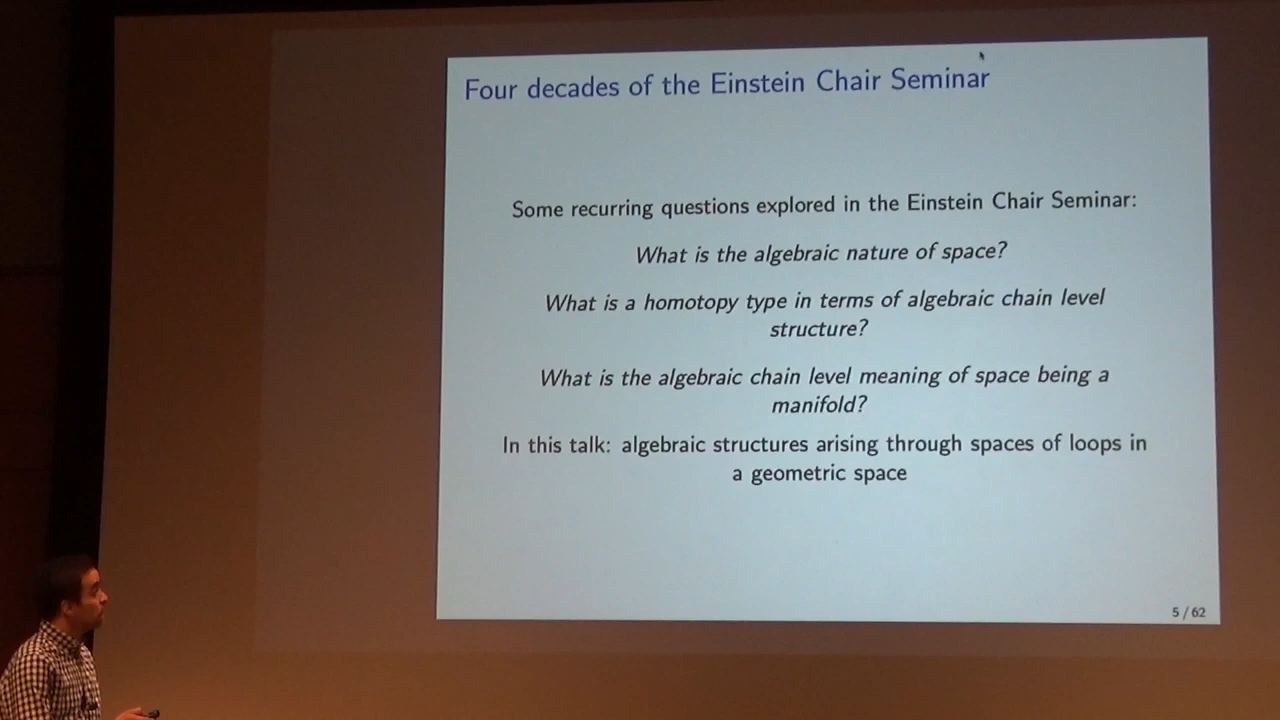 Four decades of the Einstein Chair Seminar
Some recurring questions explored in the Einstein Chair Seminar:
What is the algebraic nature of space?
What is a homotopy type in terms of algebraic chain level
structure?
What is the algebraic chain level meaning of space being a
manifold?
In this talk: algebraic structures arising through spaces of loops in
a geometric space
5 / 62